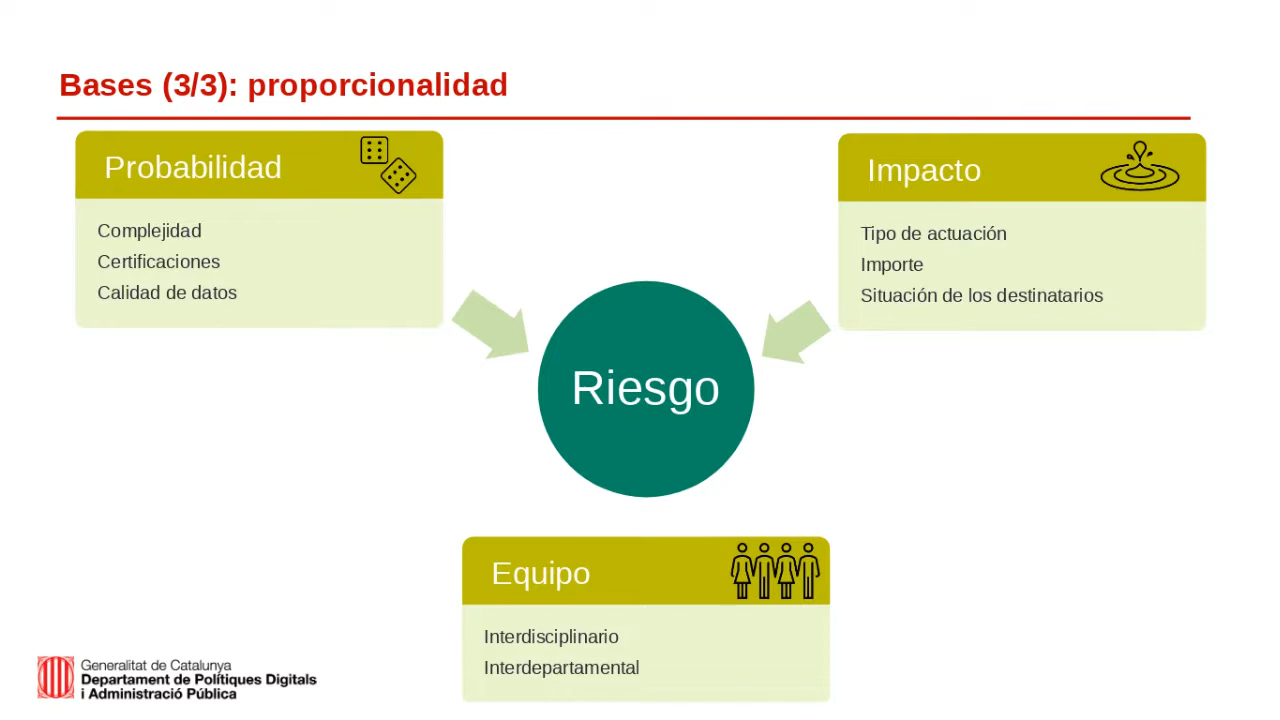 Bases (3/3): proporcionalidad
Probabilidad
Complejidad
Certificaciones
Calidad de datos
Impacto
Tipo de actuación
Importe
Situación de los destinatarios
Riesgo
Equipo
Interdisciplinario
Interdepartamental
Generalitat de Catalunya
Departament de Polítiques Digitals
i Administració Pública